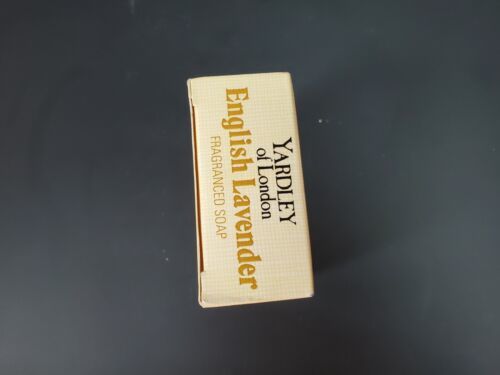 YARDLEY
of London
English Lavender
FRAGRANCED SOAP